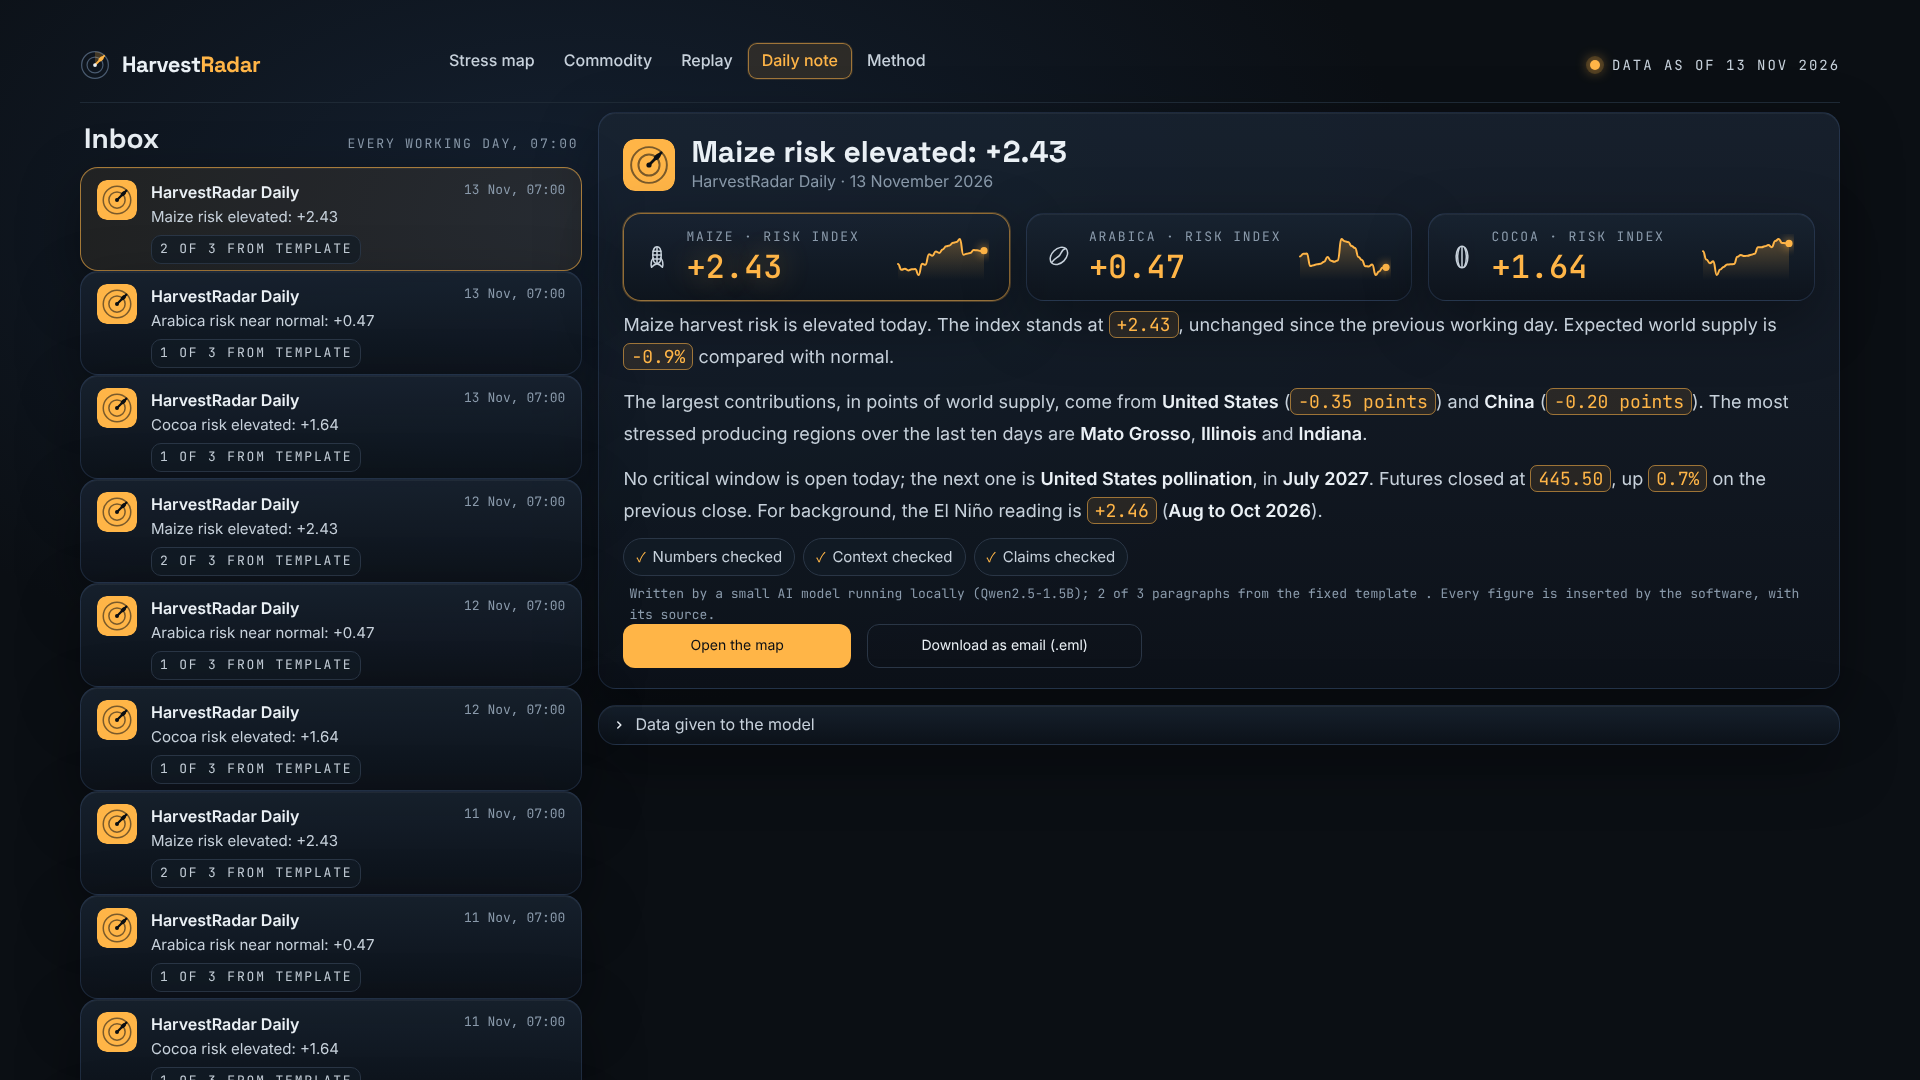 HarvestRadar
Stress map
Commodity
Replay
Daily note
Method
DATA AS OF 13 NOV 2026
Inbox
EVERY WORKING DAY, 07:00
HarvestRadar Daily
13 Nov, 07:00
Maize risk elevated: +2.43
2 OF 3 FROM TEMPLATE
HarvestRadar Daily
13 Nov, 07:00
Arabica risk near normal: +0.47
1 OF 3 FROM TEMPLATE
HarvestRadar Daily
13 Nov, 07:00
Cocoa risk elevated: +1.64
1 OF 3 FROM TEMPLATE
HarvestRadar Daily
12 Nov, 07:00
Maize risk elevated: +2.43
2 OF 3 FROM TEMPLATE
HarvestRadar Daily
12 Nov, 07:00
Arabica risk near normal: +0.47
1 OF 3 FROM TEMPLATE
HarvestRadar Daily
12 Nov, 07:00
Cocoa risk elevated: +1.64
1 OF 3 FROM TEMPLATE
HarvestRadar Daily
11 Nov, 07:00
Maize risk elevated: +2.43
2 OF 3 FROM TEMPLATE
HarvestRadar Daily
11 Nov, 07:00
Arabica risk near normal: +0.47
1 OF 3 FROM TEMPLATE
HarvestRadar Daily
11 Nov, 07:00
Cocoa risk elevated: +1.64
1 OF 3 FROM TEMPLATE
Maize risk elevated: +2.43
HarvestRadar Daily · 13 November 2026
MAIZE · RISK INDEX
+2.43
ARABICA · RISK INDEX
+0.47
COCOA · RISK INDEX
+1.64
Maize harvest risk is elevated today. The index stands at +2.43, unchanged since the previous working day. Expected world supply is
-0.9% compared with normal.
The largest contributions, in points of world supply, come from United States (-0.35 points) and China (-0.20 points). The most
stressed producing regions over the last ten days are Mato Grosso, Illinois and Indiana.
No critical window is open today; the next one is United States pollination, in July 2027. Futures closed at 445.50, up 0.7% on the
previous close. For background, the El Niño reading is +2.46 (Aug to Oct 2026).
✓ Numbers checked
✓ Context checked
✓ Claims checked
Written by a small AI model running locally (Qwen2.5-1.5B); 2 of 3 paragraphs from the fixed template . Every figure is inserted by the software, with
its source.
Open the map
Download as email (.eml)
› Data given to the model